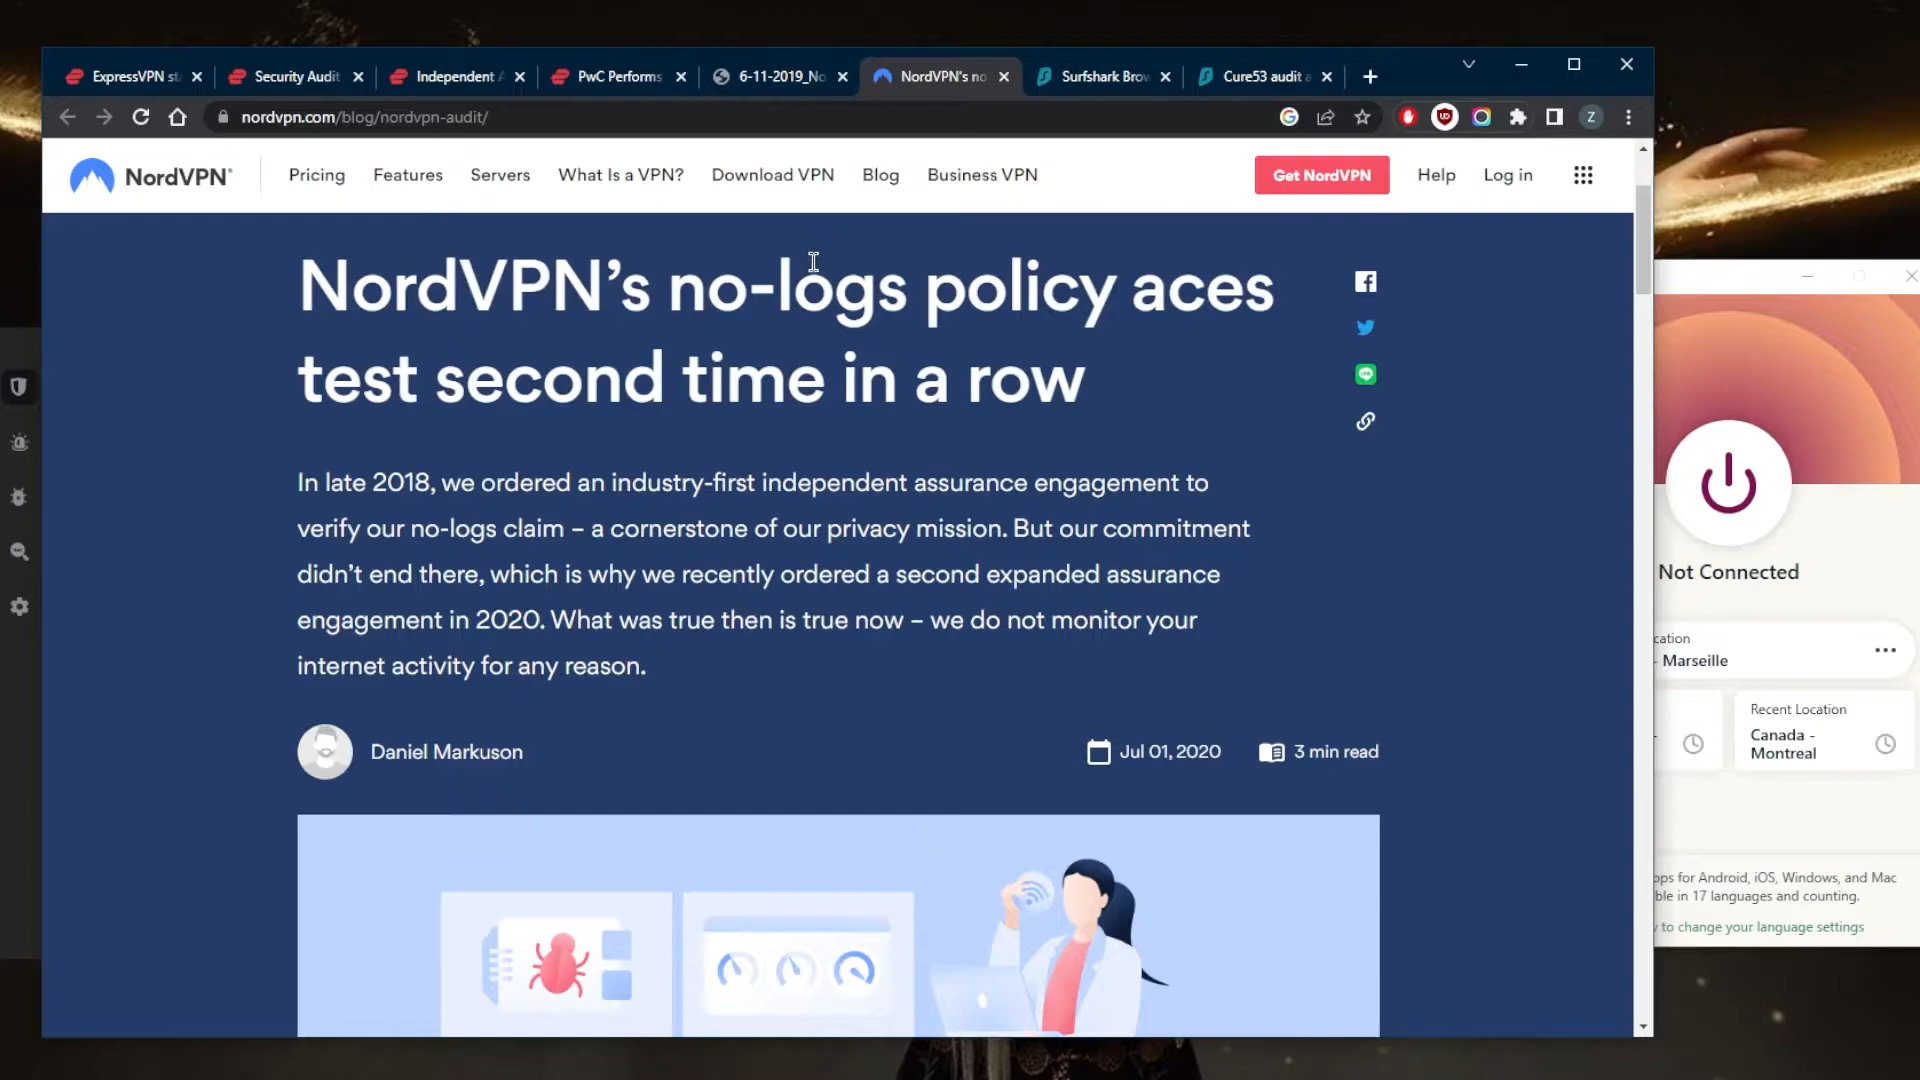 ExpressVPN st
Security Audit
Independent A
PwC Performs
6-11-2019_No
NordVPN's no
Surfshark Brow
Cure53 audit a
nordvpn.com/blog/nordvpn-audit/
Z
NordVPN®
Pricing
Features
Servers
What Is a VPN?
Download VPN
Blog
Business VPN
Get NordVPN
Help
Log in
NordVPN’s no-logs policy aces
test second time in a row
In late 2018, we ordered an industry-first independent assurance engagement to
verify our no-logs claim – a cornerstone of our privacy mission. But our commitment
didn’t end there, which is why we recently ordered a second expanded assurance
engagement in 2020. What was true then is true now – we do not monitor your
internet activity for any reason.
Daniel Markuson
Jul 01, 2020
3 min read
Not Connected
cation
- Marseille
Recent Location
Canada -
Montreal
pps for Android, iOS, Windows, and Mac
ble in 17 languages and counting.
to change your language settings